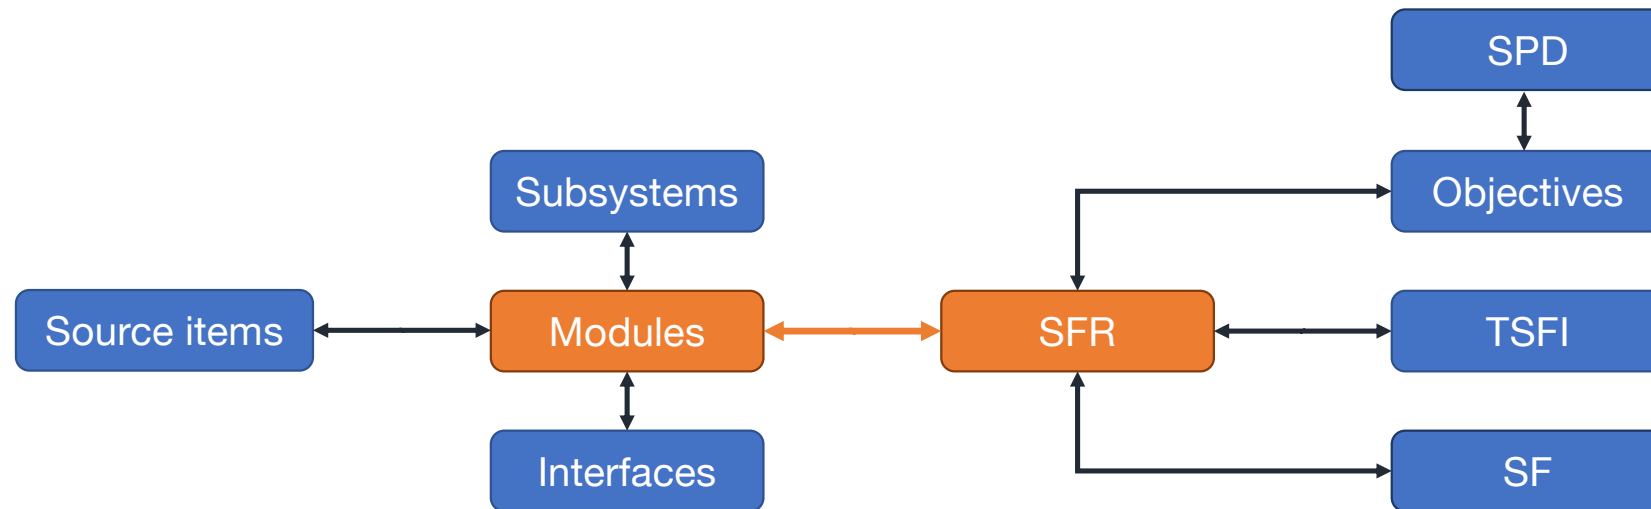 SPD
Subsystems
Objectives
Source items
Modules
SFR
TSFI
Interfaces
SF